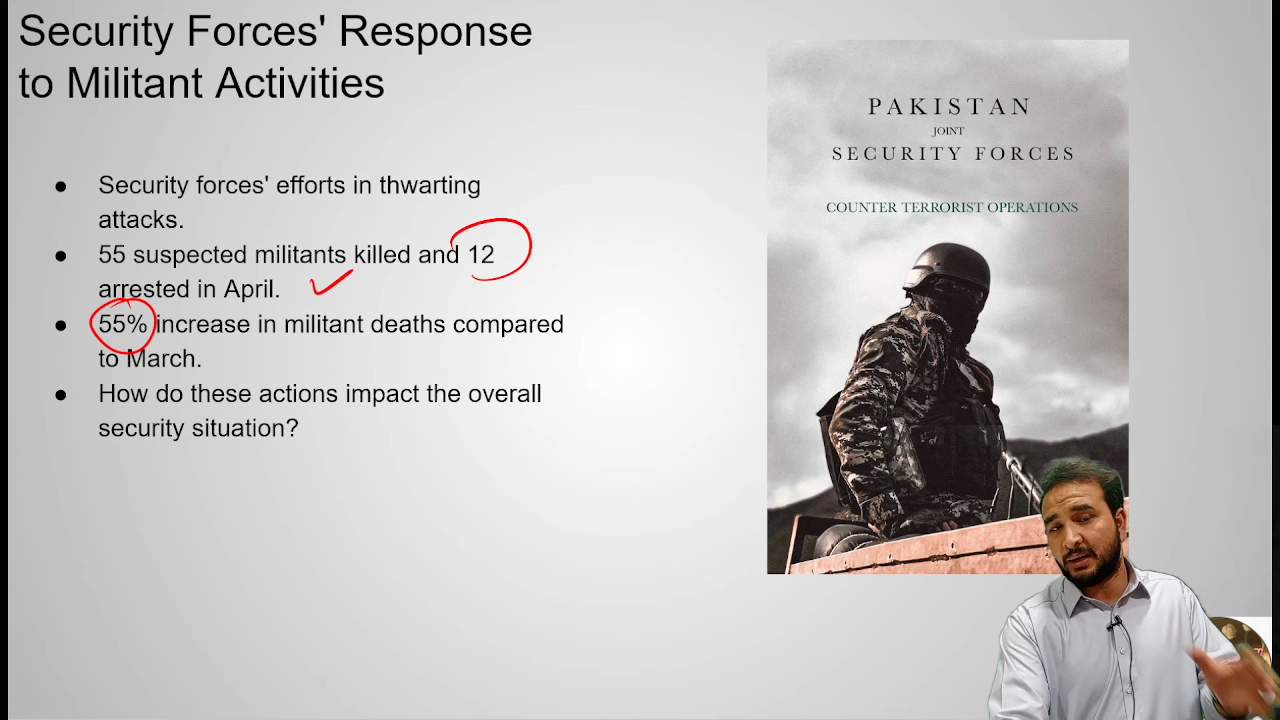 Security Forces' Response
to Militant Activities
● Security forces' efforts in thwarting
attacks.
● 55 suspected militants killed and 12
arrested in April.
● 55% increase in militant deaths compared
to March.
● How do these actions impact the overall
security situation?
PAKISTAN
JOINT
SECURITY FORCES
COUNTER TERRORIST OPERATIONS